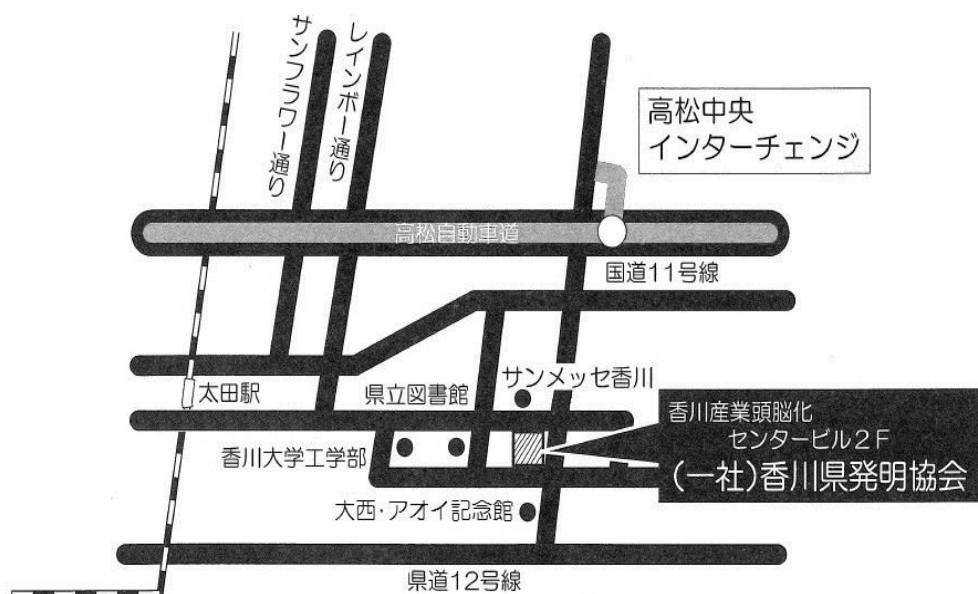 サンフラワー通り
レインボー通り
高松中央
インターチェンジ
高松自動車道
国道11号線
太田駅
県立図書館
サンメッセ香川
香川産業頭脳化
センタービル2F
(一社)香川県発明協会
香川大学工学部
大西・アオイ記念館
県道12号線